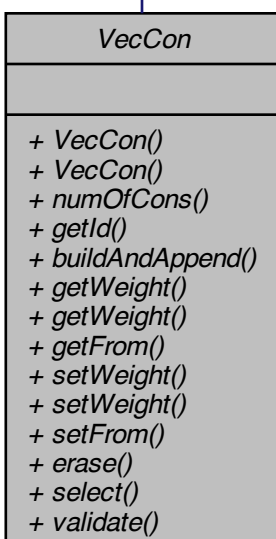 VecCon
+ VecCon()
+ VecCon()
+ numOfCons()
+ getId()
+ buildAndAppend()
+ getWeight()
+ getWeight()
+ getFrom()
+ setWeight()
+ setWeight()
+ setFrom()
+ erase()
+ select()
+ validate()